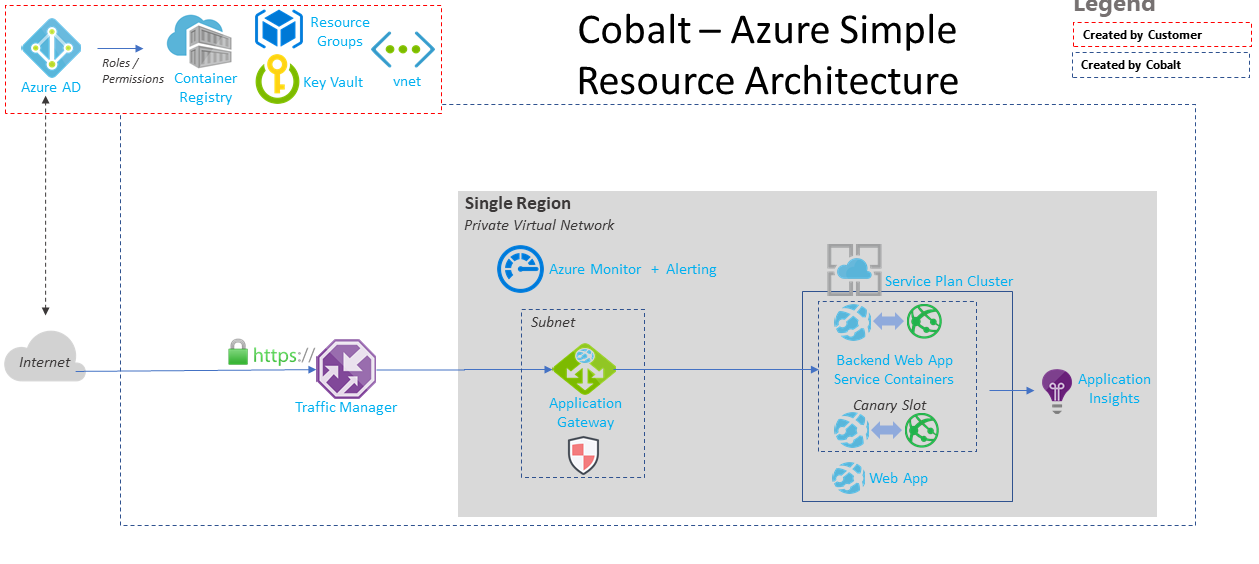 Cobalt – Azure Simple
Resource Architecture
Legend
Created by Customer
Created by Cobalt
Azure AD
Roles /
Permissions
Container
Registry
Resource
Groups
Key Vault
vnet
Internet
https://
Traffic Manager
Single Region
Private Virtual Network
Azure Monitor + Alerting
Subnet
Application
Gateway
Service Plan Cluster
Backend Web App
Service Containers
Canary Slot
Web App
Application
Insights